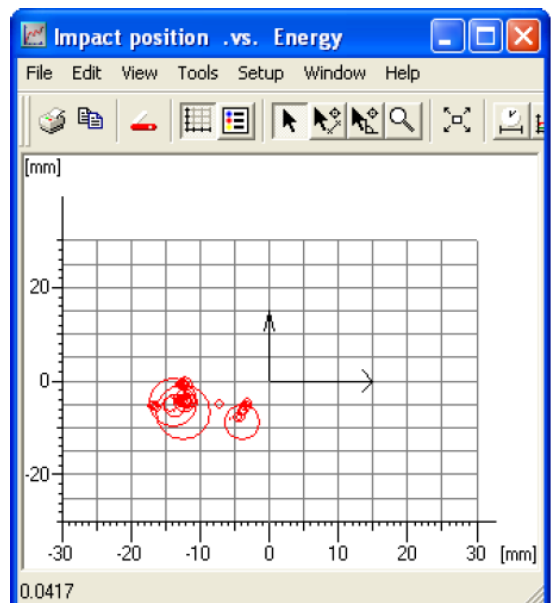 Impact position .vs. Energy
File Edit View Tools Setup Window Help
[mm]
20
0
-20
-30 -20 -10 0 10 20 30 [mm]
0.0417